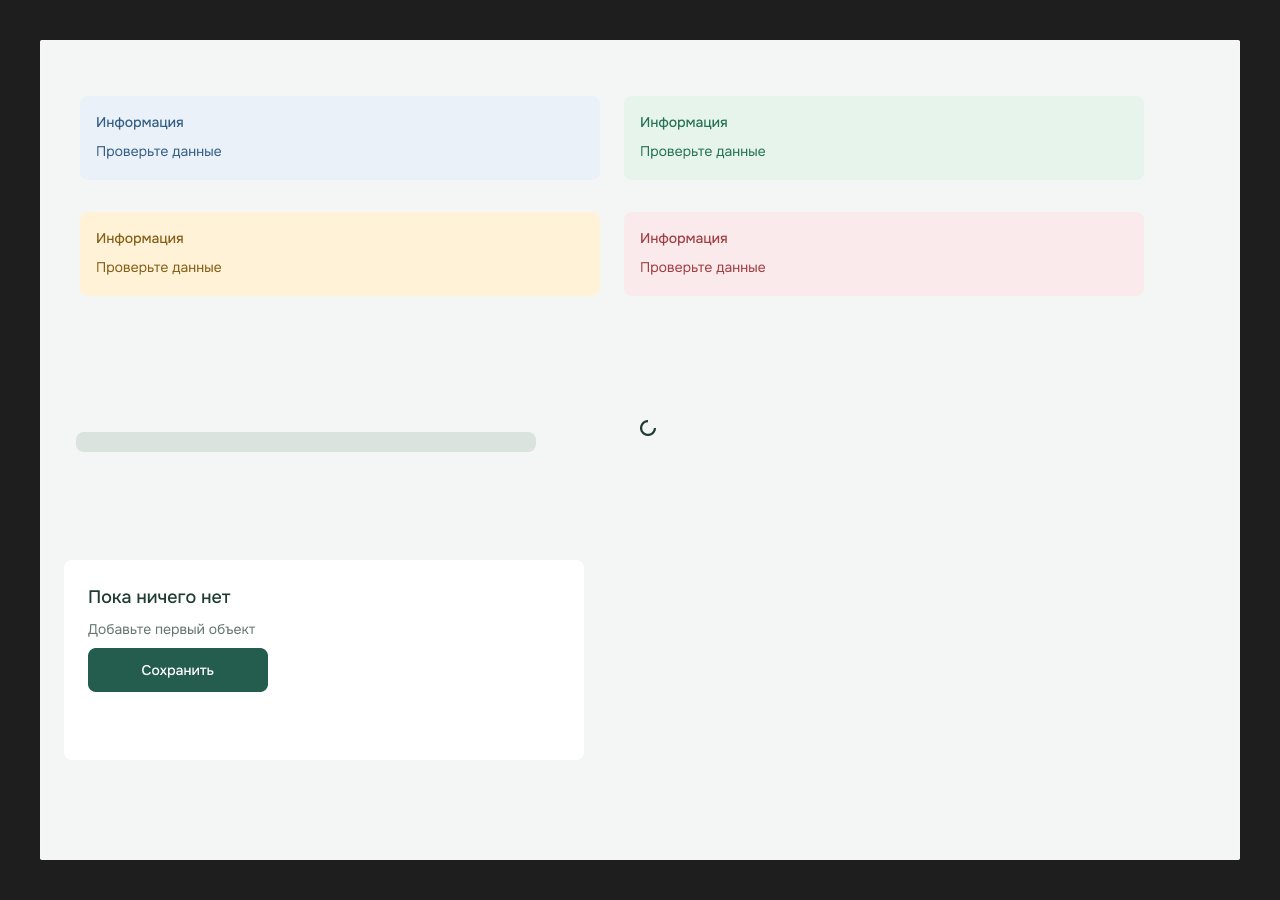 Информация
Проверьте данные
Информация
Проверьте данные
Информация
Проверьте данные
Информация
Проверьте данные
Пока ничего нет
Добавьте первый объект
Сохранить